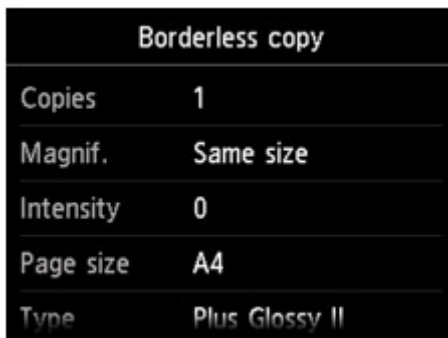 Borderless copy
Copies 1
Magnif. Same size
Intensity 0
Page size A4
Type Plus Glossy II